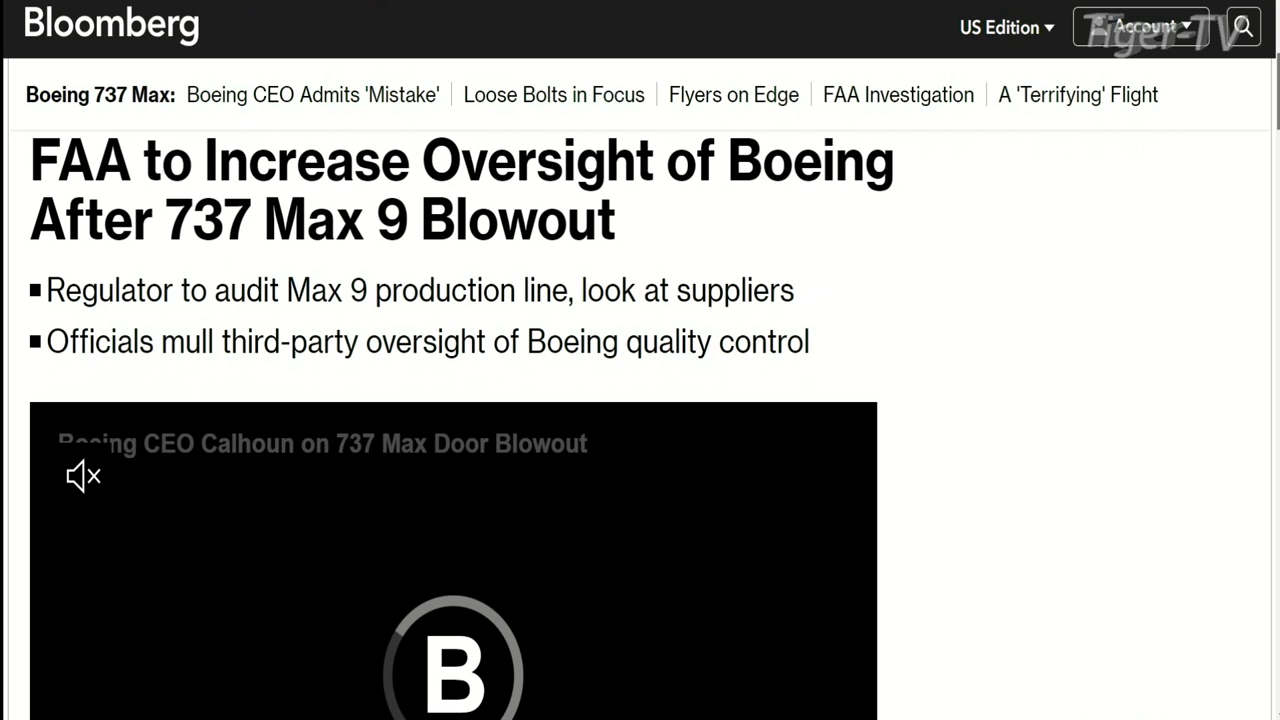 Bloomberg
US Edition
Account
Tiger-TV
Boeing 737 Max: Boeing CEO Admits 'Mistake' Loose Bolts in Focus Flyers on Edge FAA Investigation A 'Terrifying' Flight
FAA to Increase Oversight of Boeing
After 737 Max 9 Blowout
Regulator to audit Max 9 production line, look at suppliers
Officials mull third-party oversight of Boeing quality control
Boeing CEO Calhoun on 737 Max Door Blowout
B